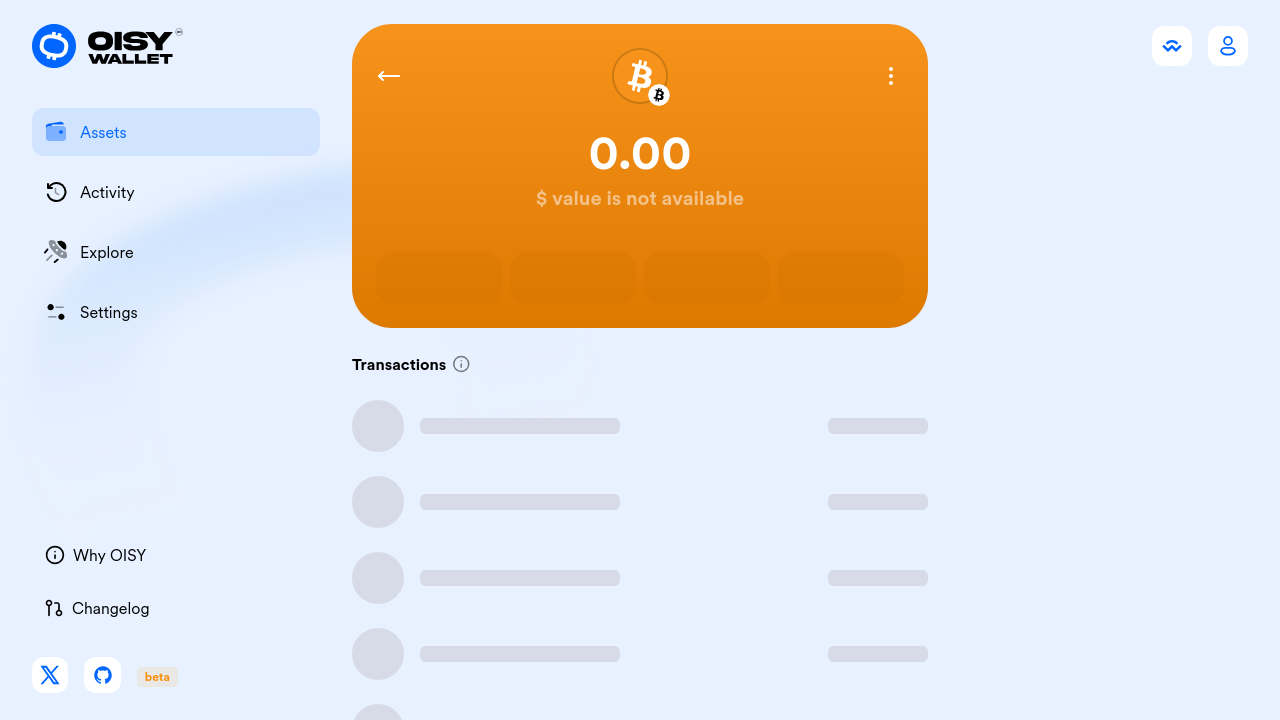 OISY
WALLET
Assets
Activity
Explore
Settings
Why OISY
Changelog
beta
0.00
$ value is not available
Transactions